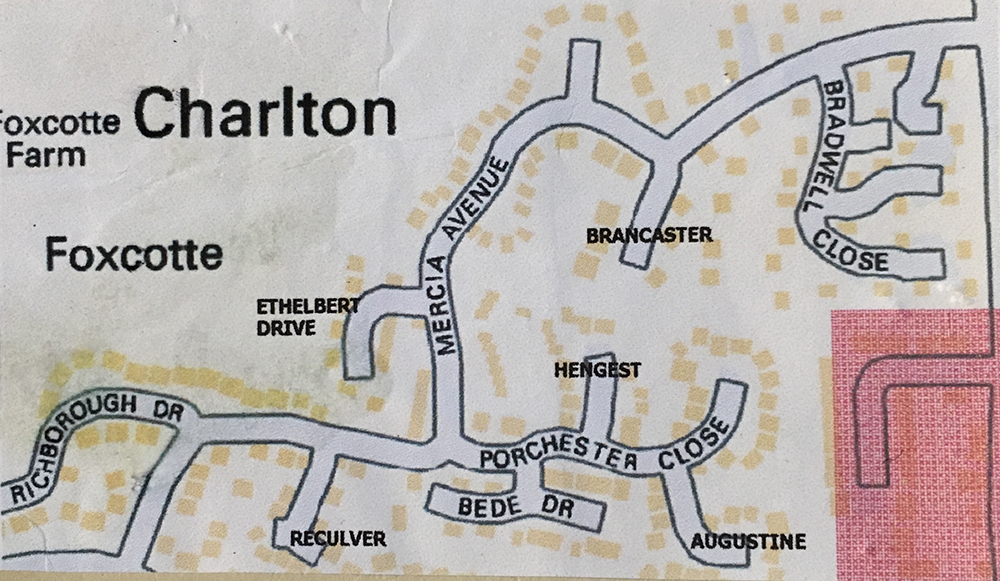 Foxcotte
Farm
Charlton
Foxcotte
MERCIA AVENUE
BRADWELL
CLOSE
BRANCASTER
ETHELBERT
DRIVE
HENGEST
RICHBOROUGH DR
PORCHESTER CLOSE
BEDE DR
RECULVER
AUGUSTINE